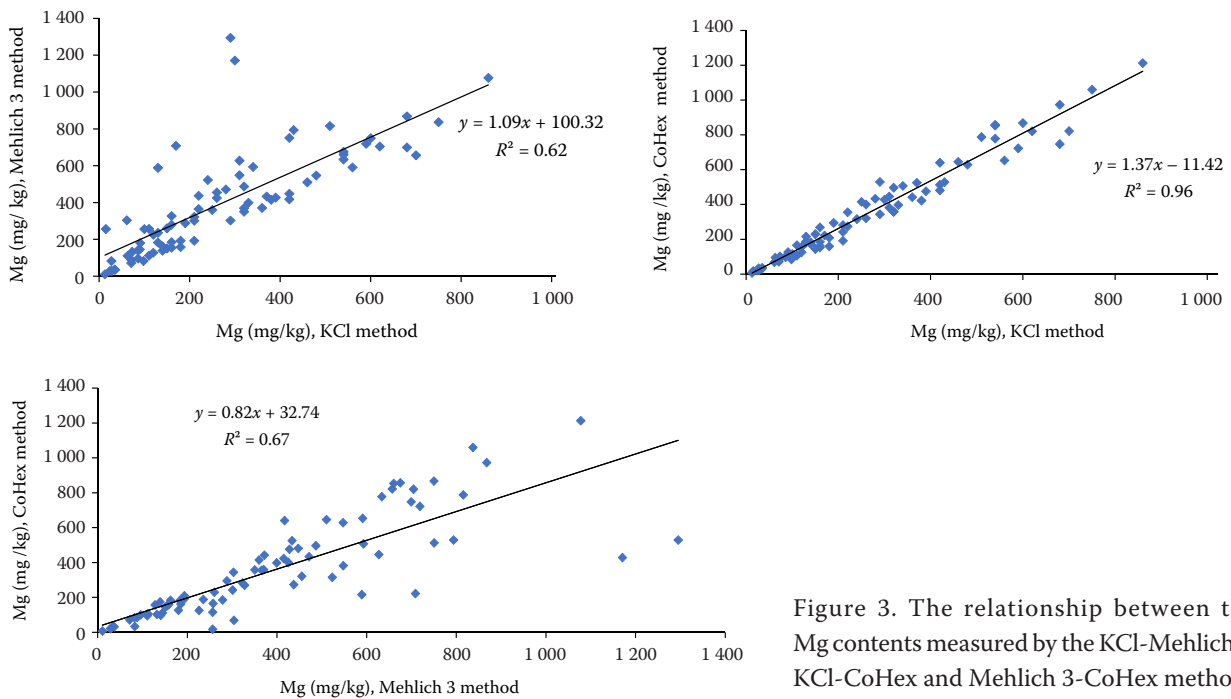 Mg (mg/ kg), Mehlich 3 method
1 400
1 200
1 000
800
600
400
200
0
y = 1.09x + 100.32
R² = 0.62
0 200 400 600 800 1 000
Mg (mg/kg), KCl method
Mg (mg /kg), CoHex method
1 400
1 200
1 000
800
600
400
200
0
y = 1.37x – 11.42
R² = 0.96
0 200 400 600 800 1 000
Mg (mg/kg), KCl method
Mg (mg /kg), CoHex method
1 400
1 200
1 000
800
600
400
200
0
y = 0.82x + 32.74
R² = 0.67
0 200 400 600 800 1 000 1 200 1 400
Mg (mg/kg), Mehlich 3 method
Figure 3. The relationship between t
Mg contents measured by the KCl-Mehlich
KCl-CoHex and Mehlich 3-CoHex metho